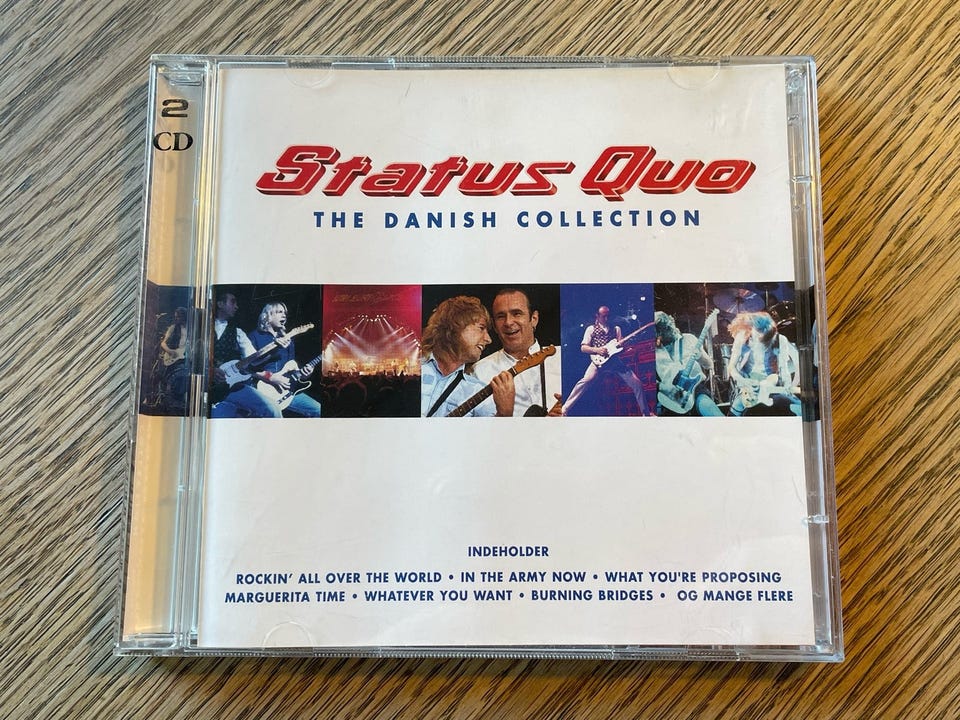 2
CD
Status Quo
THE DANISH COLLECTION
INDEHOLDER
ROCKIN' ALL OVER THE WORLD • IN THE ARMY NOW • WHAT YOU'RE PROPOSING
MARGUERITA TIME • WHATEVER YOU WANT • BURNING BRIDGES • OG MANGE FLERE